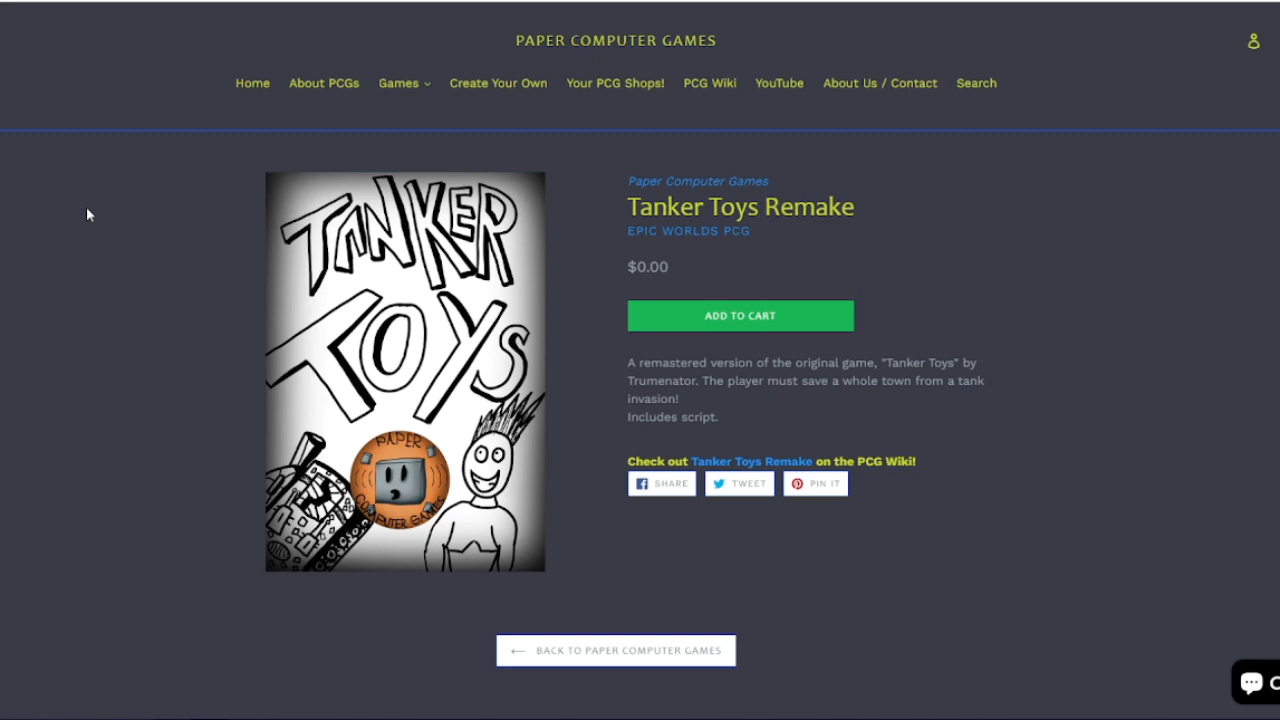 PAPER COMPUTER GAMES
Home About PCGs Games Create Your Own Your PCG Shops! PCG Wiki YouTube About Us / Contact Search
TANKER
TOYS
PAPER
COMPUTER GAMES
Paper Computer Games
Tanker Toys Remake
EPIC WORLDS PCG
$0.00
ADD TO CART
A remastered version of the original game, "Tanker Toys" by
Trumenator. The player must save a whole town from a tank
invasion!
Includes script.
Check out Tanker Toys Remake on the PCG Wiki!
SHARE TWEET PIN IT
BACK TO PAPER COMPUTER GAMES